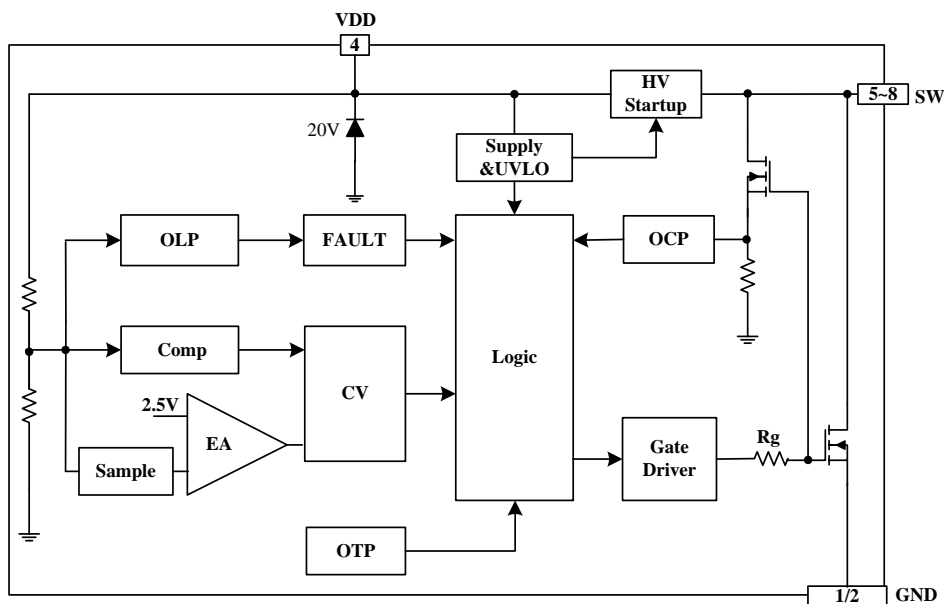 VDD
4
HV
Startup
5~8
SW
20V
Supply
&UVLO
OLP
FAULT
OCP
Comp
CV
Logic
2.5V
EA
Sample
Gate
Driver
Rg
OTP
1/2
GND